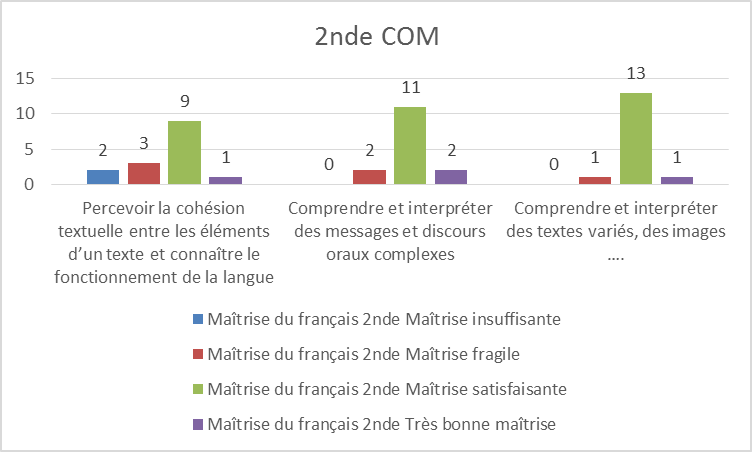 2nde COM
15
10
5
0
2
3
9
1
0
2
11
2
0
1
13
1
Percevoir la cohésion
textuelle entre les éléments
d'un texte et connaître le
fonctionnement de la langue
Comprendre et interpréter
des messages et discours
oraux complexes
Comprendre et interpréter
des textes variés, des images
....
Maîtrise du français 2nde Maîtrise insuffisante
Maîtrise du français 2nde Maîtrise fragile
Maîtrise du français 2nde Maîtrise satisfaisante
Maîtrise du français 2nde Très bonne maîtrise